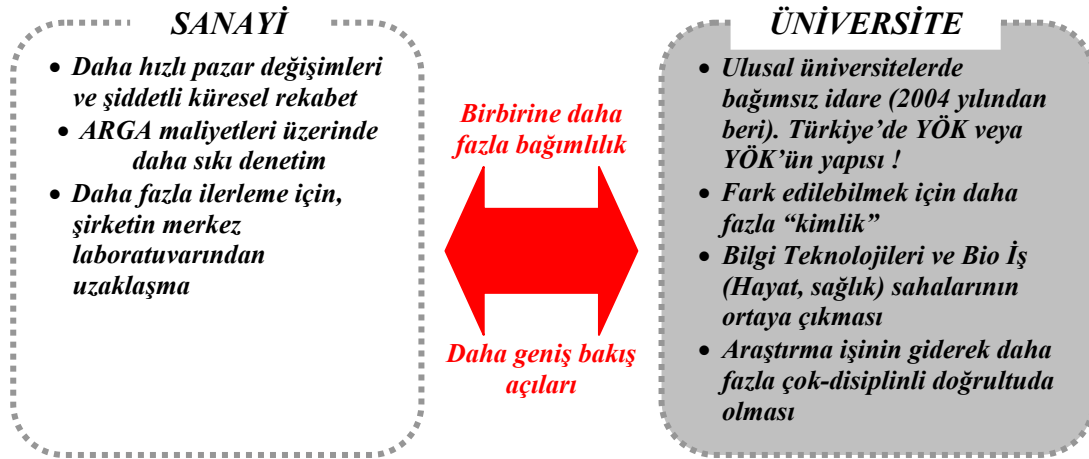 SANAYİ
• Daha hızlı pazar değişimleri
ve şiddetli küresel rekabet
• ARGA maliyetleri üzerinde
daha sıkı denetim
• Daha fazla ilerleme için,
şirketin merkez
laboratuvarından
uzaklaşma
Birbirine daha
fazla bağımlılık
Daha geniş bakış
açıları
ÜNİVERSİTE
• Ulusal üniversitelerde
bağımsız idare (2004 yılından
beri). Türkiye’de YÖK veya
YÖK’ün yapısı !
• Fark edilebilmek için daha
fazla “kimlik”
• Bilgi Teknolojileri ve Bio İş
(Hayat, sağlık) sahalarının
ortaya çıkması
• Araştırma işinin giderek daha
fazla çok-disiplinli doğrultuda
olması